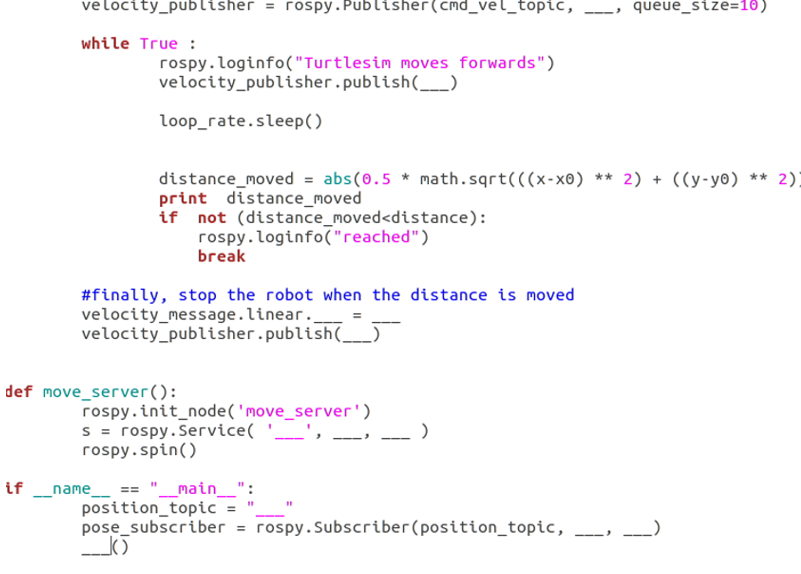 velocity_publisher = rospy.Publisher(cmd_vel_topic, ___, queue_size=10)
while True :
rospy.loginfo("Turtlesim moves forwards")
velocity_publisher.publish(___)
loop_rate.sleep()
distance_moved = abs(0.5 * math.sqrt(((x-x0) ** 2) + ((y-y0) ** 2))
print distance_moved
if not (distance_moved<distance):
rospy.loginfo("reached")
break
#finally, stop the robot when the distance is moved
velocity_message.linear.___ = ___
velocity_publisher.publish(___)
def move_server():
rospy.init_node('move_server')
s = rospy.Service( '___', ___, ___ )
rospy.spin()
if __name__ == "__main__":
position_topic = "___"
pose_subscriber = rospy.Subscriber(position_topic, ___, ___)
___()